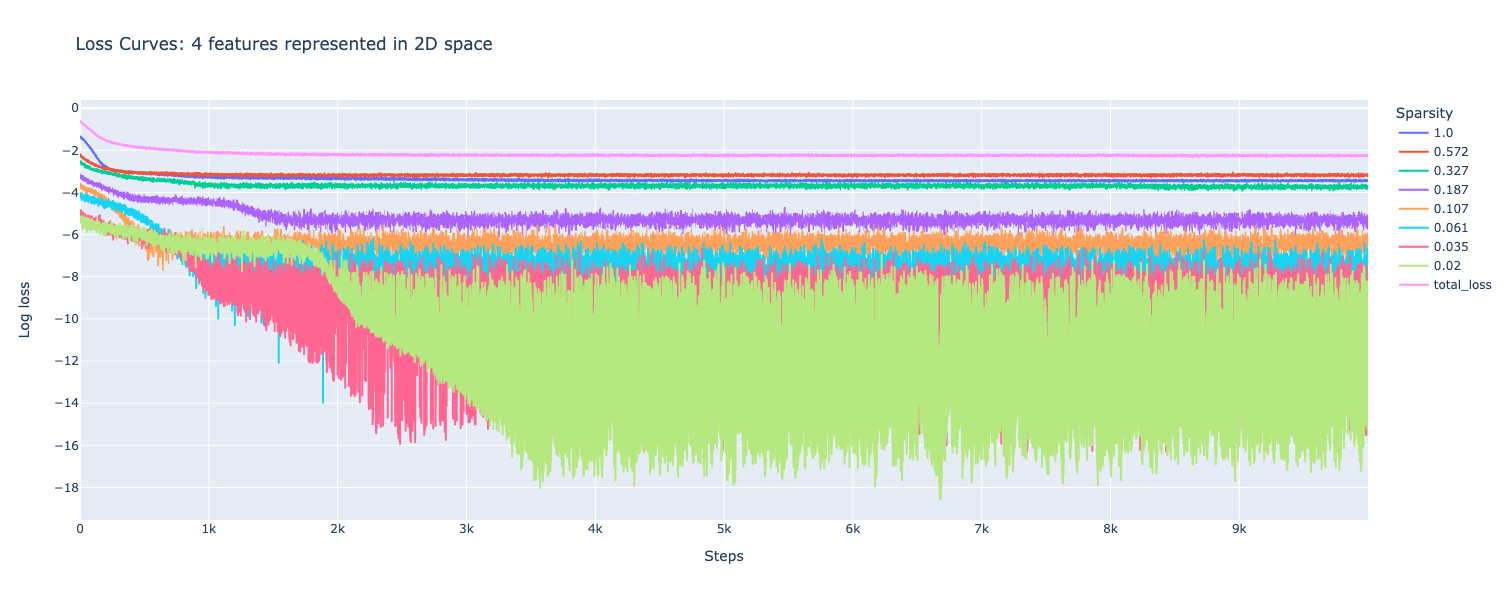 Loss Curves: 4 features represented in 2D space
Sparsity
1.0
0.572
0.327
0.187
0.107
0.061
0.035
0.02
total_loss
Log loss
0
−2
−4
−6
−8
−10
−12
−14
−16
−18
0
1k
2k
3k
4k
5k
6k
7k
8k
9k
Steps